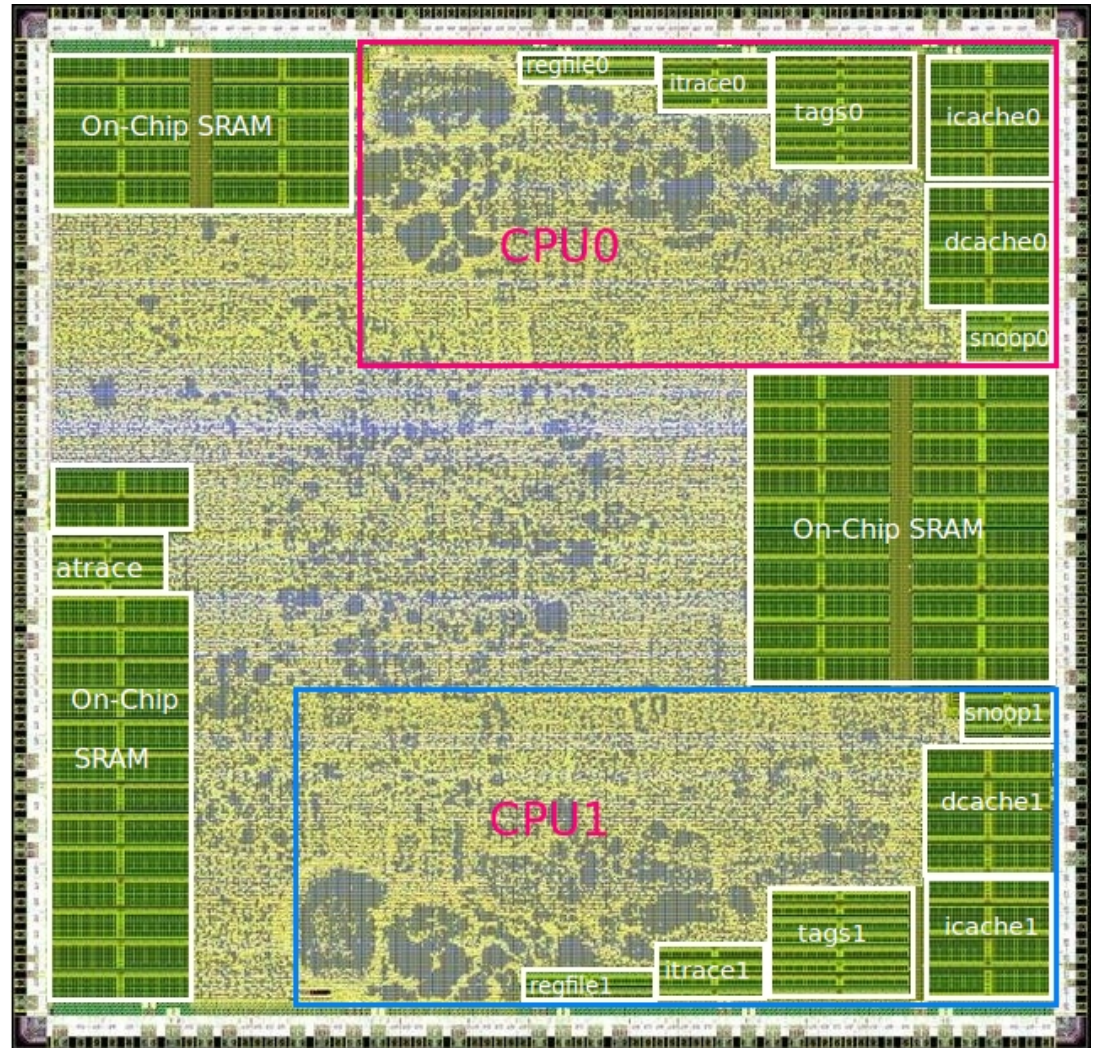 regfile0
itrace0
On-Chip SRAM
tags0
icache0
CPU0
dcache0
snoop0
On-Chip SRAM
atrace
On-Chip
SRAM
snoop1
dcache1
CPU1
tags1
icache1
itrace1
regfile1